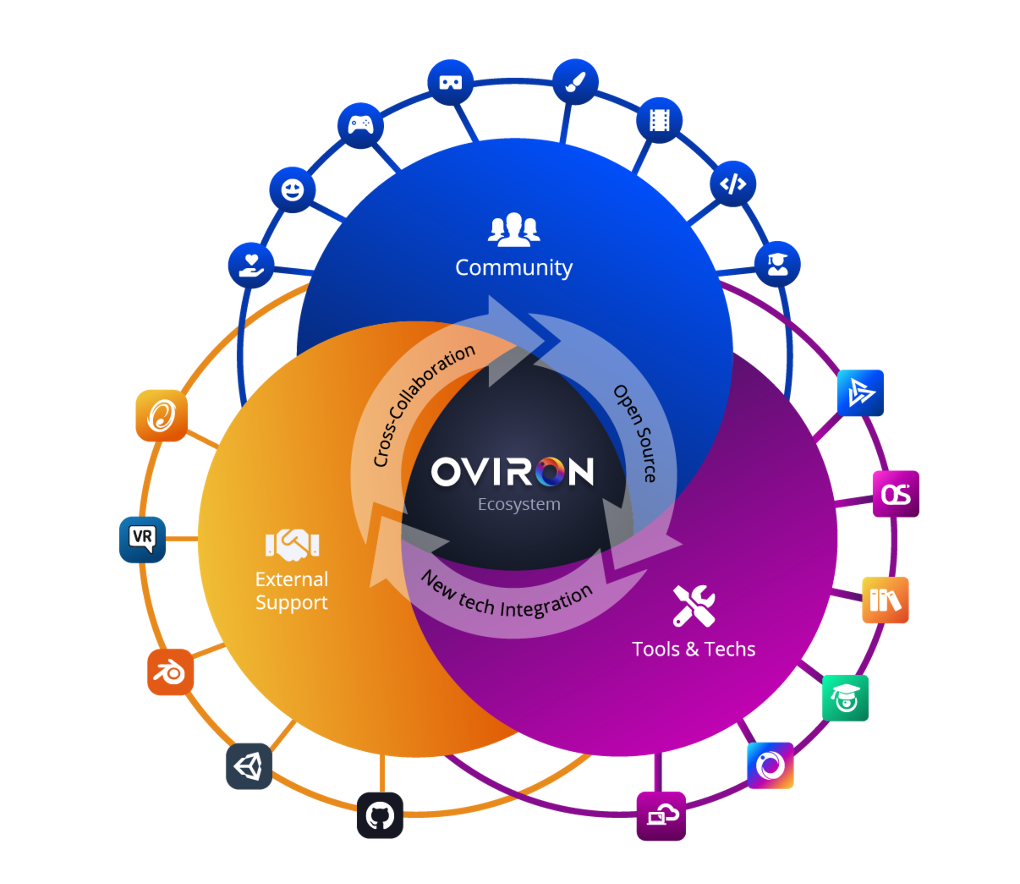 Community
Cross-Collaboration
Open Source
OVIRON
Ecosystem
VR
OS
External
Support
New tech Integration
Tools & Techs